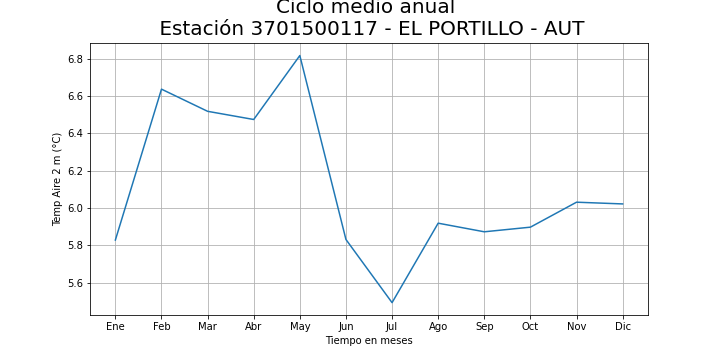 Ciclo medio anual
Estación 3701500117 - EL PORTILLO - AUT
Temp Aire 2 m (°C)
6.8
6.6
6.4
6.2
6.0
5.8
5.6
Ene Feb Mar Abr May Jun Jul Ago Sep Oct Nov Dic
Tiempo en meses